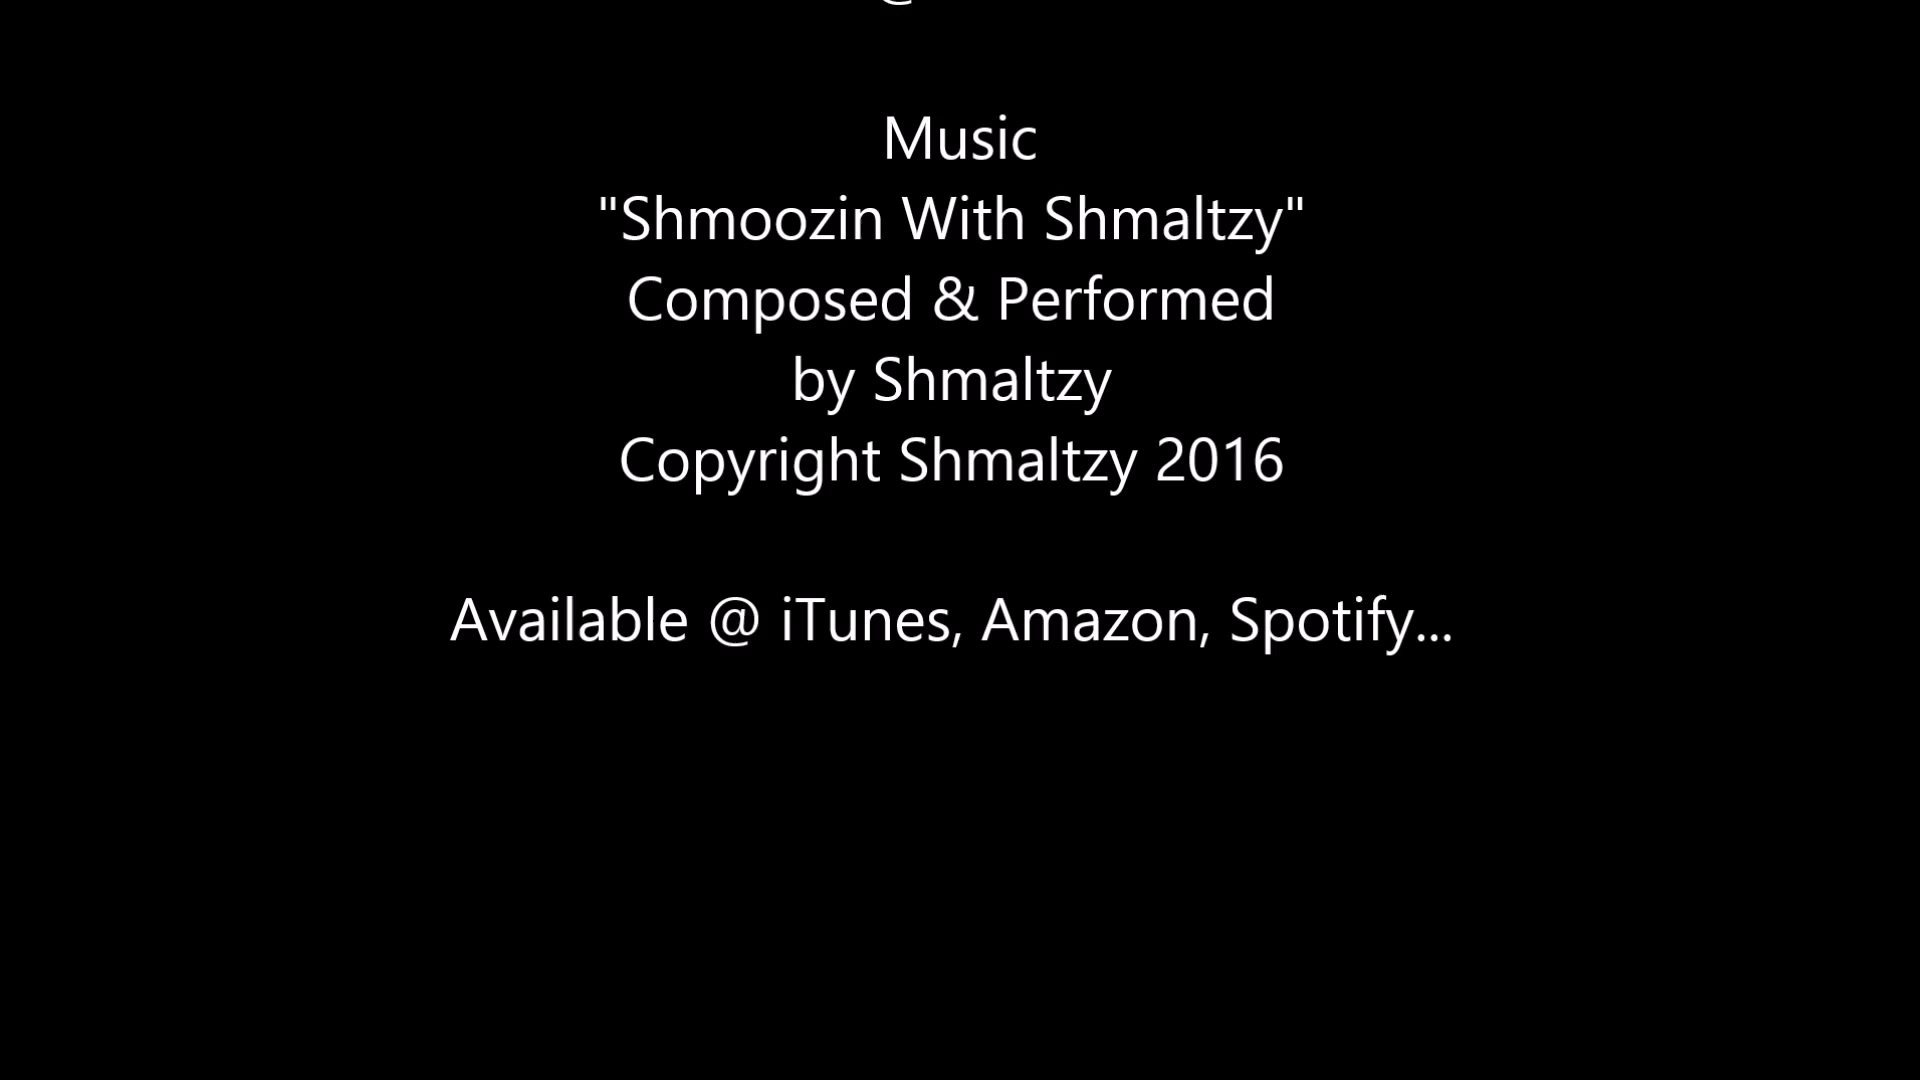 Music
"Shmoozin With Shmaltzy"
Composed & Performed
by Shmaltzy
Copyright Shmaltzy 2016
Available @ iTunes, Amazon, Spotify...